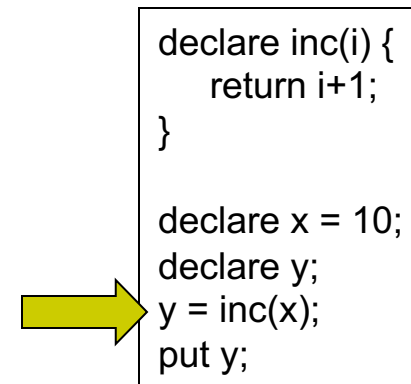 declare inc(i) {
return i+1;
}
declare x = 10;
declare y;
y = inc(x);
put y;